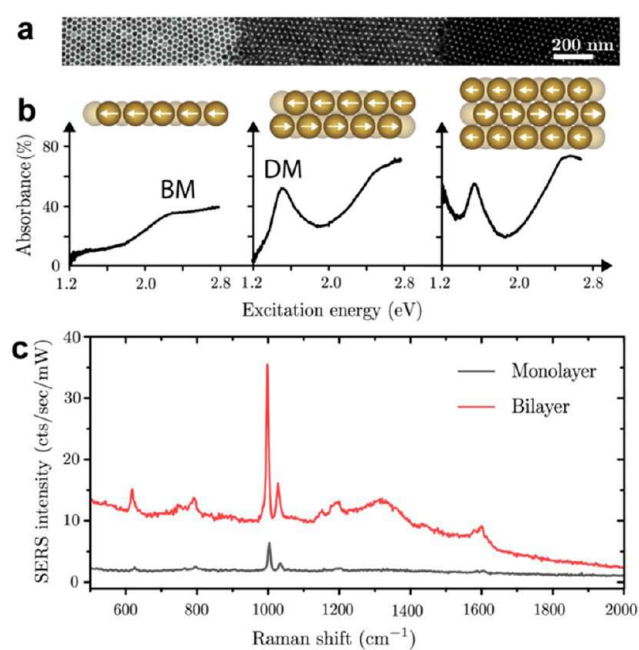 a
200 nm
b
Absorbance (%)
80
40
0
BM
DM
1.2
2.0
2.8
1.2
2.0
2.8
1.2
2.0
2.8
Excitation energy (eV)
c
SERS intensity (cts/sec/mW)
40
30
20
10
0
Monolayer
Bilayer
600
800
1000
1200
1400
1600
1800
2000
Raman shift (cm⁻¹)